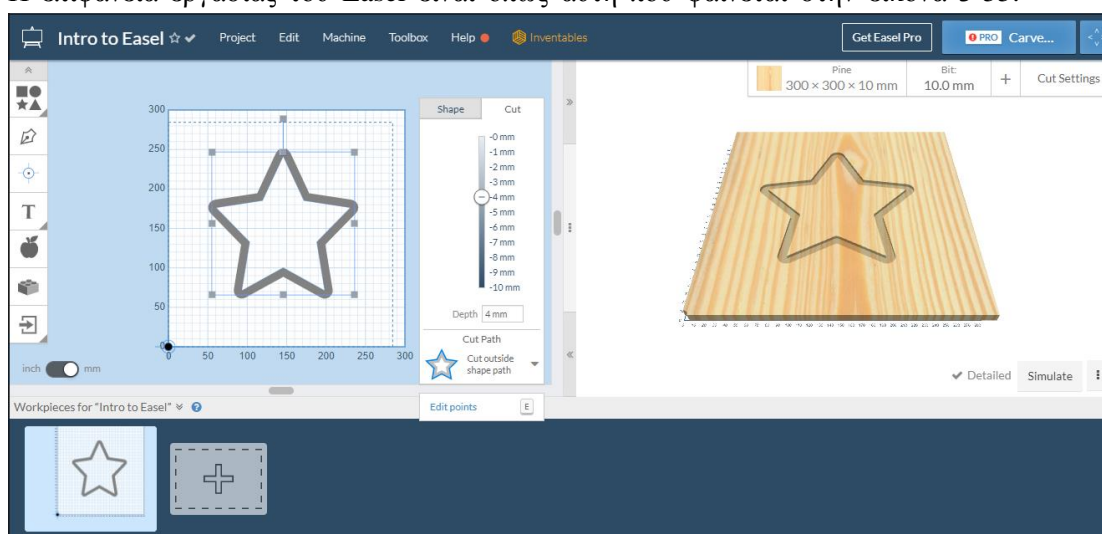 Η επιφάνεια εργασίας του Easel είναι όπως αυτή που φαίνεται στην Εικόνα 3-33.
Intro to Easel Project Edit Machine Toolbox Help Inventables Get Easel Pro PRO Carve...
Pine
300 × 300 × 10 mm
Bit:
10.0 mm
+
Cut Settings
Shape Cut
300
250
200
150
100
50
0
0 50 100 150 200 250 300
-0 mm
-1 mm
-2 mm
-3 mm
-4 mm
-5 mm
-6 mm
-7 mm
-8 mm
-9 mm
-10 mm
Depth 4 mm
Cut Path
Cut outside
shape path
Edit points E
T
inch mm
Detailed Simulate
Workpieces for "Intro to Easel" ?